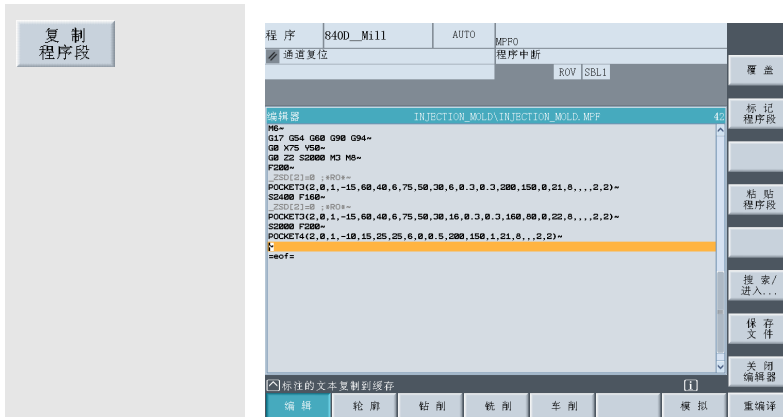 复 制
程序段
程 序 840D__Mill AUTO MPF0
通道复位 程序中断
ROV SBL1
覆 盖
编辑器 INJECTION_MOLD\INJECTION_MOLD.MPF 42
标 记
程序段
M6~
G17 G54 G60 G90 G94~
G0 X75 Y50~
G0 Z2 S2000 M3 M8~
F200~
_ZSD[2]=0 ;*RO*~
POCKET3(2,0,1,-15,60,40,6,75,50,30,6,0.3,0.3,200,150,0,21,8,,,,2,2)~
S2400 F160~
_ZSD[2]=0 ;*RO*~
POCKET3(2,0,1,-15,60,40,6,75,50,30,16,0.3,0.3,160,80,0,22,8,,,,2,2)~
S2000 F200~
POCKET4(2,0,1,-10,15,25,25,6,0,0.5,200,150,1,21,8,,,2,2)~
~
=eof=
粘 贴
程序段
搜 索/
进入...
保 存
文 件
关 闭
编辑器
标注的文本复制到缓存 i
编 辑 轮 廓 钻 削 铣 削 车 削 模 拟 重编译